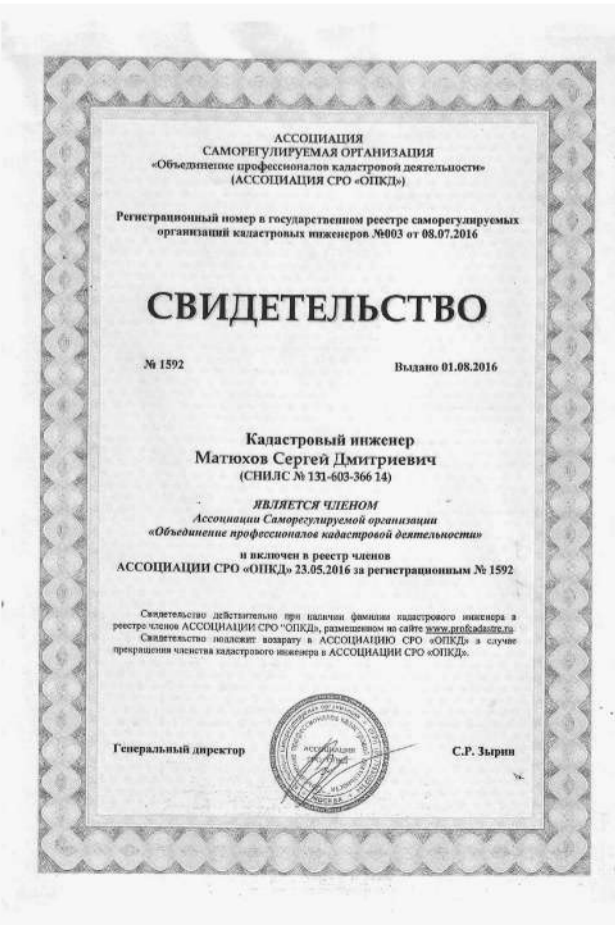 АССОЦИАЦИЯ
САМОРЕГУЛИРУЕМАЯ ОРГАНИЗАЦИЯ
«Объединение профессионалов кадастровой деятельности»
(АССОЦИАЦИЯ СРО «ОПКД»)
Регистрационный номер в государственном реестре саморегулируемых
организаций кадастровых инженеров №003 от 08.07.2016
СВИДЕТЕЛЬСТВО
№ 1592 Выдано 01.08.2016
Кадастровый инженер
Матюхов Сергей Дмитриевич
(СНИЛС № 131-603-366 14)
ЯВЛЯЕТСЯ ЧЛЕНОМ
Ассоциации Саморегулируемой организации
«Объединение профессионалов кадастровой деятельности»
и включен в реестр членов
АССОЦИАЦИИ СРО «ОПКД» 23.05.2016 за регистрационным № 1592
Свидетельство действительно при наличии фамилии кадастрового инженера в
реестре членов АССОЦИАЦИИ СРО "ОПКД», размещенном на сайте www.profcadastre.ru
Свидетельство подлежит возврату в АССОЦИАЦИЮ СРО «ОПКД» в случае
прекращения членства кадастрового инженера в АССОЦИАЦИИ СРО «ОПКД».
Генеральный директор С.Р. Зырин
АССОЦИАЦИЯ
МОСКВА